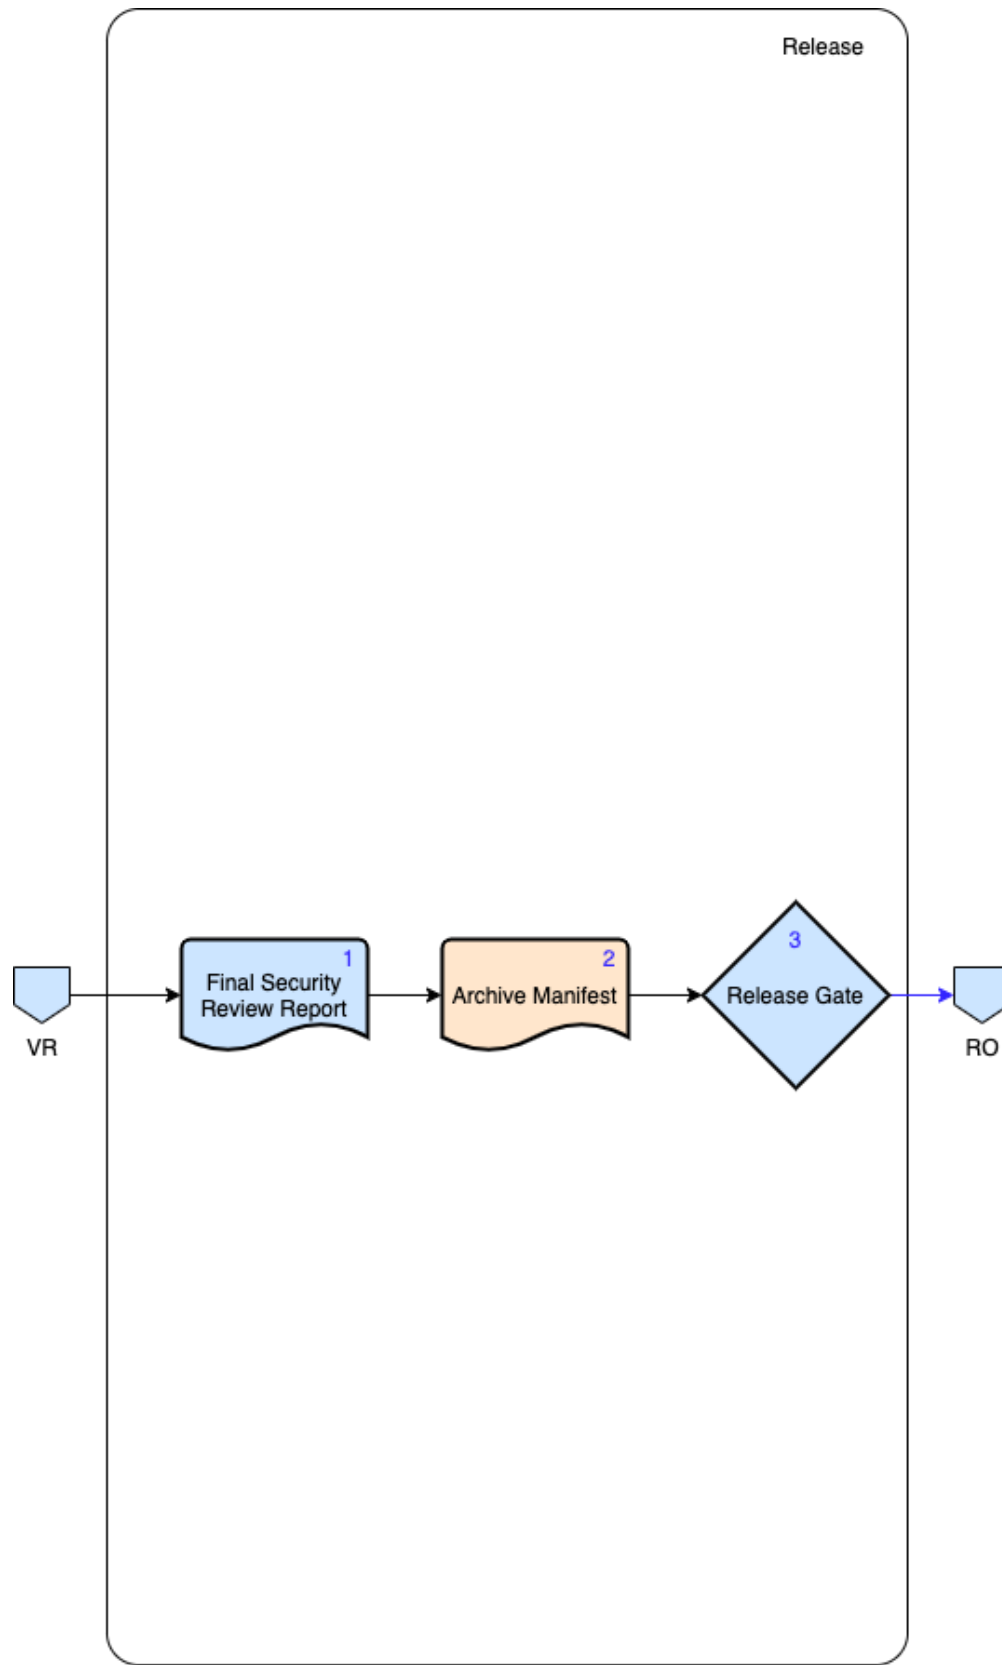 Release
1
Final Security
Review Report
2
Archive Manifest
3
Release Gate
VR
RO